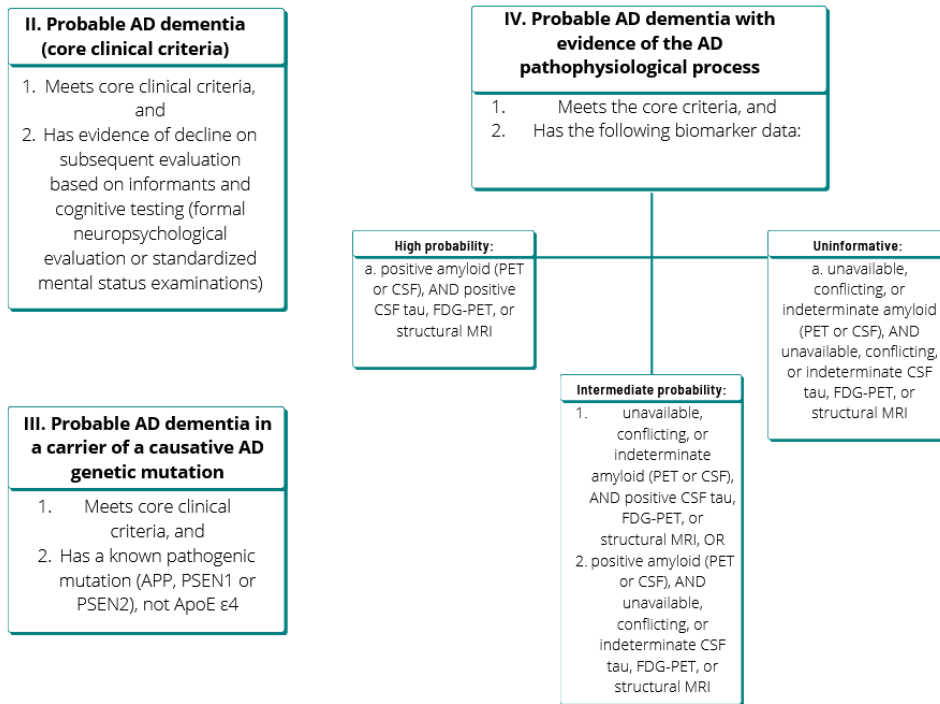 II. Probable AD dementia
(core clinical criteria)
1. Meets core clinical criteria,
and
2. Has evidence of decline on
subsequent evaluation
based on informants and
cognitive testing (formal
neuropsychological
evaluation or standardized
mental status examinations)
III. Probable AD dementia in
a carrier of a causative AD
genetic mutation
1. Meets core clinical
criteria, and
2. Has a known pathogenic
mutation (APP, PSEN1 or
PSEN2), not ApoE ε4
IV. Probable AD dementia with
evidence of the AD
pathophysiological process
1. Meets the core criteria, and
2. Has the following biomarker data:
High probability:
a. positive amyloid (PET
or CSF), AND positive
CSF tau, FDG-PET, or
structural MRI
Intermediate probability:
1. unavailable,
conflicting, or
indeterminate
amyloid (PET or CSF),
AND positive CSF tau,
FDG-PET, or
structural MRI, OR
2. positive amyloid (PET
or CSF), AND
unavailable,
conflicting, or
indeterminate CSF
tau, FDG-PET, or
structural MRI
Uninformative:
a. unavailable,
conflicting, or
indeterminate amyloid
(PET or CSF), AND
unavailable, conflicting,
or indeterminate CSF
tau, FDG-PET, or
structural MRI